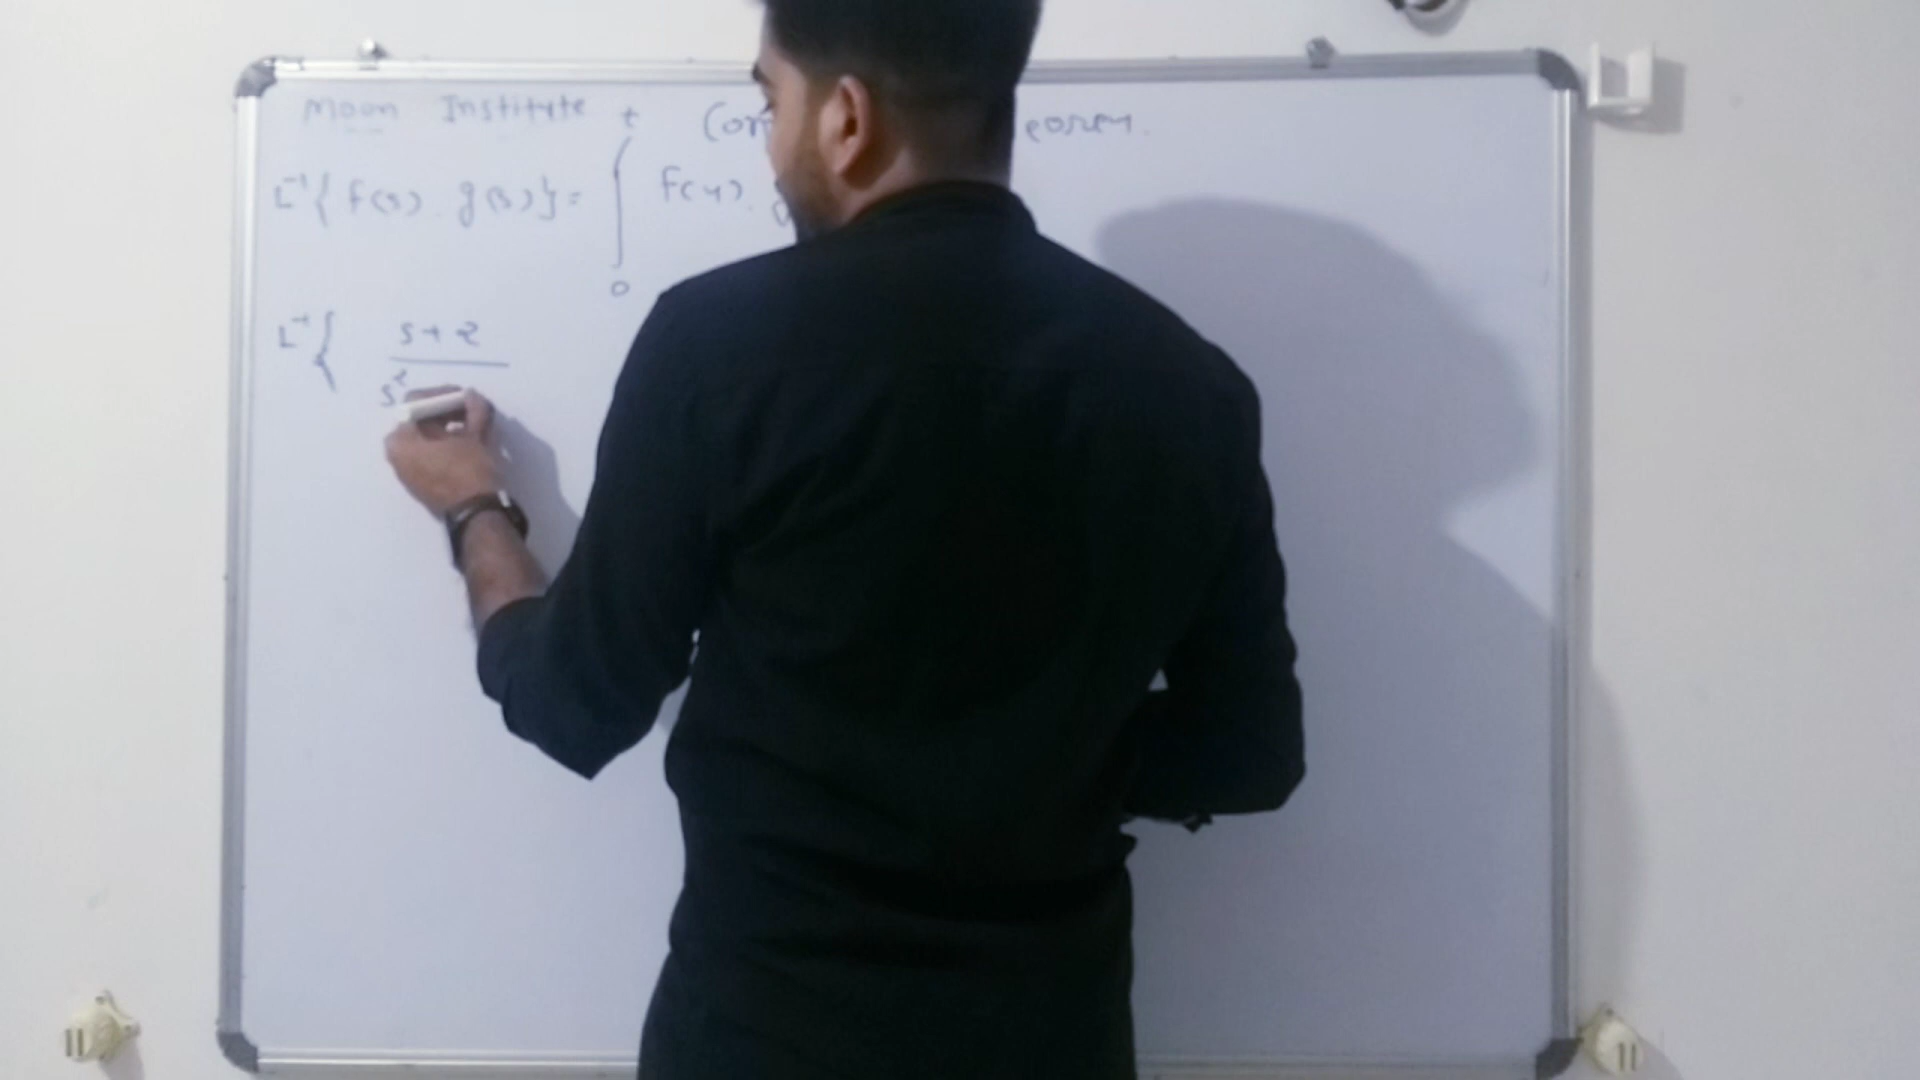 Moon Institute
L⁻¹{ f(s) . g(s) } = ∫₀ᵗ f(u) .
L⁻¹{ s+2 / s²